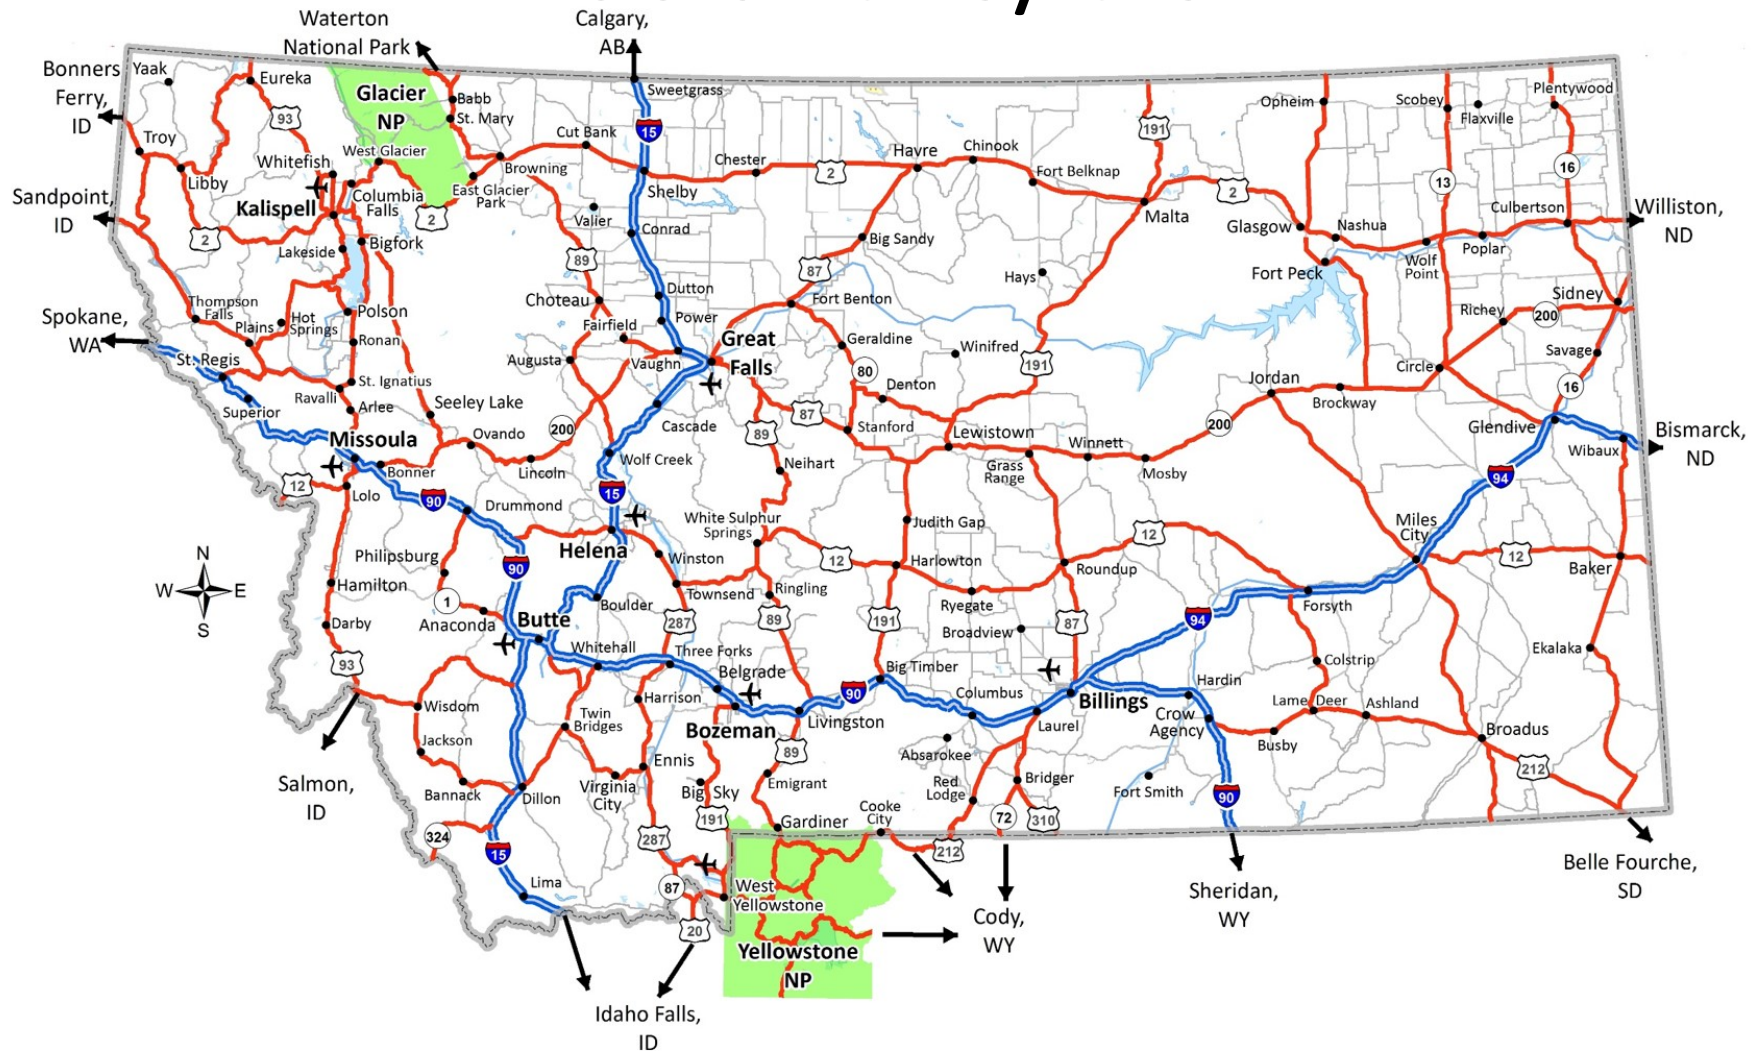 Waterton
National Park
Calgary,
AB
Bonners
Ferry,
ID
Yaak
Eureka
Glacier
NP
Babb
St. Mary
Sweetgrass
93
15
191
Opheim
Scobey
Flaxville
Plentywood
Troy
Whitefish
West Glacier
Cut Bank
Browning
Chester
2
Havre
Chinook
Fort Belknap
13
16
Libby
Sandpoint,
ID
Kalispell
Columbia
Falls
East Glacier
Park
2
Shelby
Valier
Conrad
Malta
2
Glasgow
Nashua
Culbertson
Poplar
Wolf
Point
Williston,
ND
2
Lakeside
Bigfork
89
Big Sandy
87
Hays
Fort Peck
Thompson
Falls
Plains
Hot
Springs
Polson
Ronan
Choteau
Dutton
Power
Fort Benton
Richey
200
Sidney
Spokane,
WA
St. Regis
Superior
Ravalli
St. Ignatius
Arlee
Fairfield
Augusta
Vaughn
Great
Falls
Geraldine
80
Winifred
191
Denton
Jordan
Brockway
Circle
Savage
16
Seeley Lake
Missoula
Bonner
Ovando
200
Lincoln
Cascade
Wolf Creek
87
89
Stanford
Lewistown
Grass
Range
Winnett
Mosby
200
Glendive
Wibaux
Bismarck,
ND
12
Lolo
90
Drummond
15
Neihart
94
White Sulphur
Springs
Judith Gap
12
Miles
City
12
Baker
Philipsburg
90
Helena
Winston
Townsend
Ringling
12
Harlowton
Ryegate
Roundup
Forsyth
N
W
E
S
Hamilton
Darby
1
Anaconda
Butte
Boulder
287
89
191
Broadview
87
94
Colstrip
Ekalaka
93
Whitehall
Three Forks
Belgrade
Big Timber
90
Columbus
Billings
Hardin
Lame Deer
Ashland
Wisdom
Jackson
Twin
Bridges
Harrison
Bozeman
Livingston
Laurel
Crow
Agency
Busby
Broadus
Salmon,
ID
Bannack
Dillon
Virginia
City
Ennis
Big Sky
89
Emigrant
Absarokee
Red
Lodge
Bridger
Fort Smith
90
212
324
15
Lima
287
191
Gardiner
Cooke
City
212
72
310
87
20
West
Yellowstone
Yellowstone
NP
Cody,
WY
Sheridan,
WY
Belle Fourche,
SD
Idaho Falls,
ID